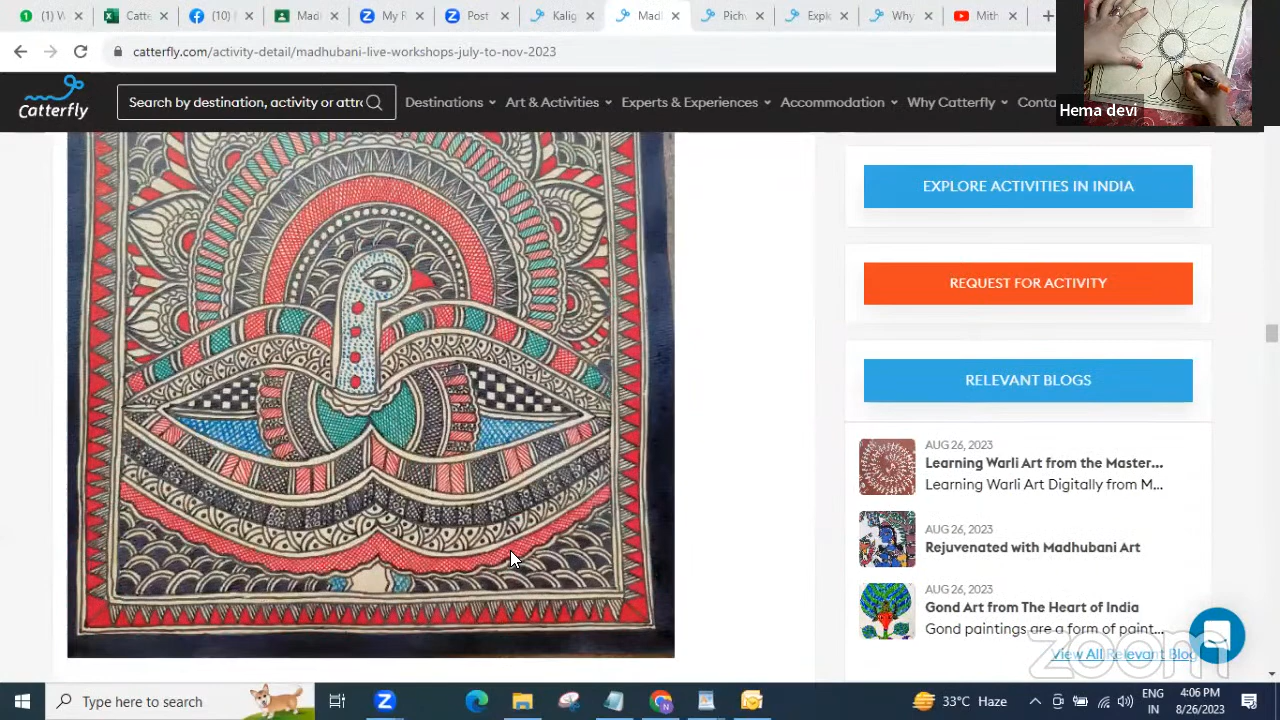 (1) W
Catte
(10)
Mad
My R
Post
Kalig
Madl
Pichv
Expl
Why
Mith
catterfly.com/activity-detail/madhubani-live-workshops-july-to-nov-2023
Catterfly
Search by destination, activity or attra
Destinations
Art & Activities
Experts & Experiences
Accommodation
Why Catterfly
Conta
Hema devi
EXPLORE ACTIVITIES IN INDIA
REQUEST FOR ACTIVITY
RELEVANT BLOGS
AUG 26, 2023
Learning Warli Art from the Master...
Learning Warli Art Digitally from M...
AUG 26, 2023
Rejuvenated with Madhubani Art
AUG 26, 2023
Gond Art from The Heart of India
Gond paintings are a form of paint...
View All Relevant Blog
zoom
Type here to search
33°C Haze
ENG
IN
4:06 PM
8/26/2023